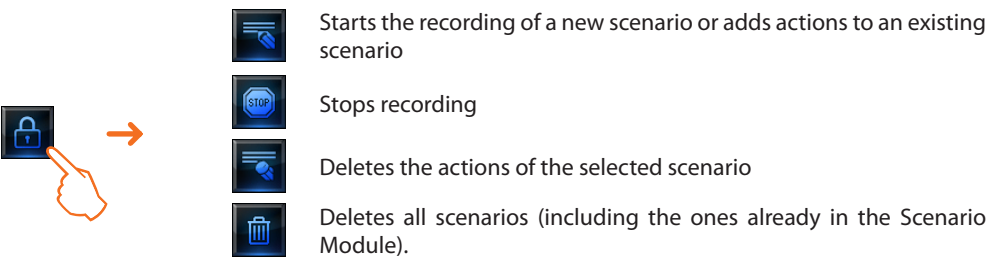 Starts the recording of a new scenario or adds actions to an existing
scenario
STOP
Stops recording
Deletes the actions of the selected scenario
Deletes all scenarios (including the ones already in the Scenario
Module).